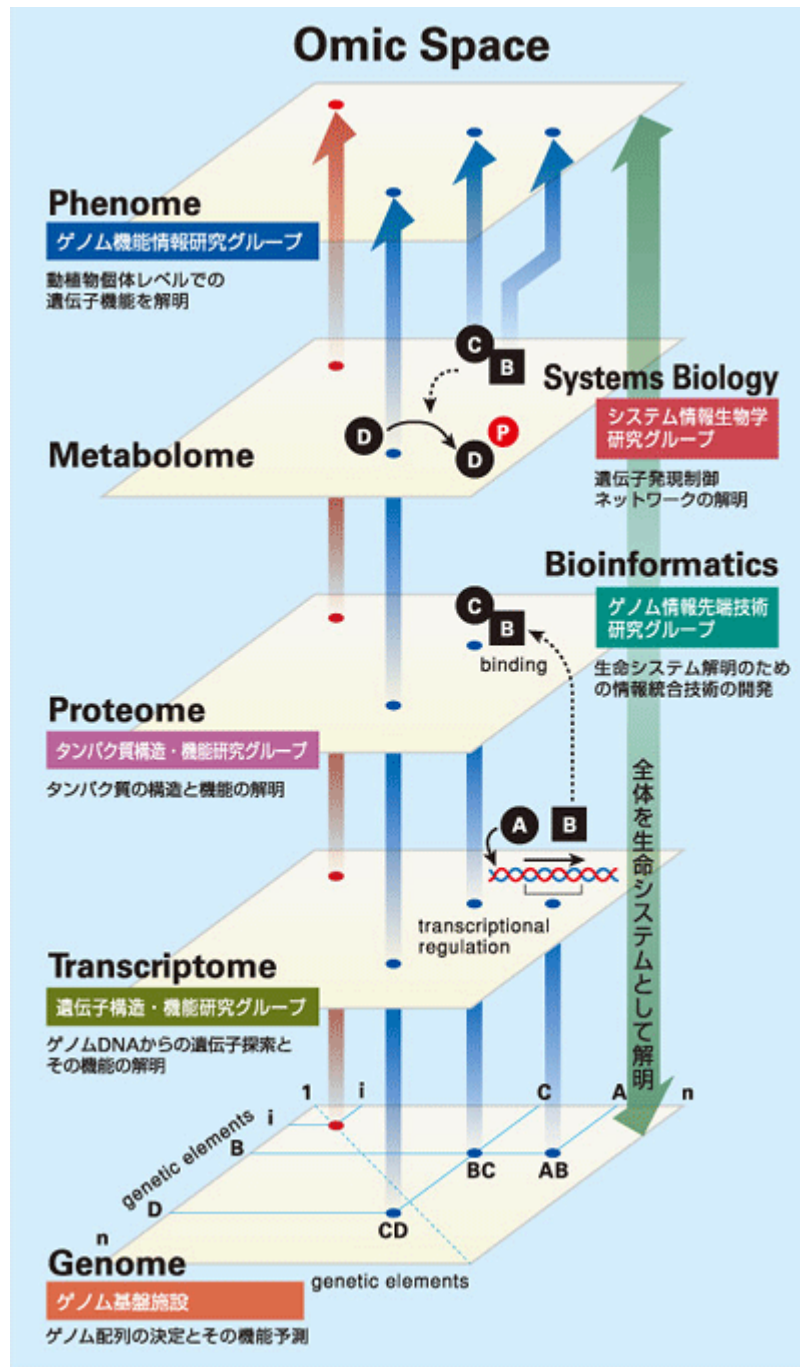 Omic Space
Phenome
ゲノム機能情報研究グループ
動植物個体レベルでの
遺伝子機能を解明
C
B
Systems Biology
システム情報生物学
研究グループ
遺伝子発現制御
ネットワークの解明
D
P
D
Metabolome
Bioinformatics
ゲノム情報先端技術
研究グループ
生命システム解明のため
の情報統合技術の開発
C
B
binding
Proteome
タンパク質構造・機能研究グループ
タンパク質の構造と機能の解明
全体を生命システムとして解明
A
B
transcriptional
regulation
Transcriptome
遺伝子構造・機能研究グループ
ゲノムDNAからの遺伝子探索と
その機能の解明
1
i
C
A
n
i
genetic elements
B
BC
AB
D
CD
n
Genome
genetic elements
ゲノム基盤施設
ゲノム配列の決定とその機能予測